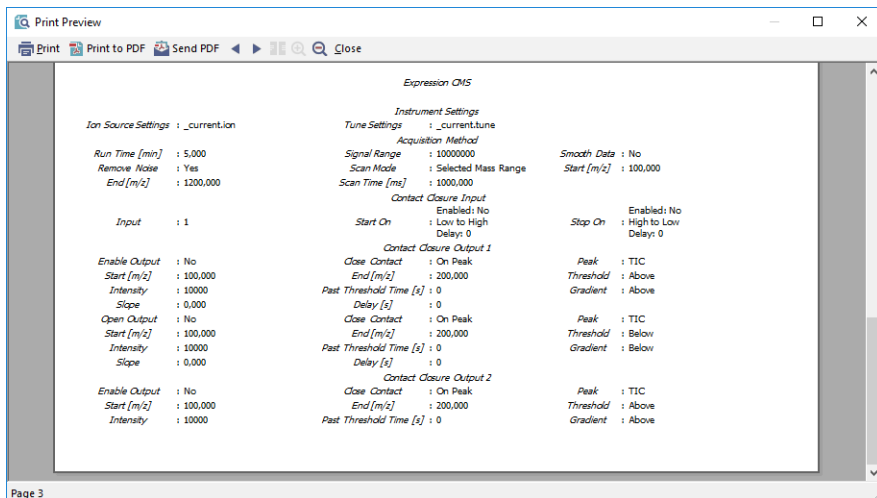 Print Preview
Print Print to PDF Send PDF Close
Expression CMS
Instrument Settings
Ion Source Settings : _current.ion Tune Settings : _current.tune
Acquisition Method
Run Time [min] : 5,000 Signal Range : 10000000 Smooth Data : No
Remove Noise : Yes Scan Mode : Selected Mass Range Start [m/z] : 100,000
End [m/z] : 1200,000 Scan Time [ms] : 1000,000
Contact Closure Input
Enabled: No Enabled: No
Input : 1 Start On : Low to High Stop On : High to Low
Delay: 0 Delay: 0
Contact Closure Output 1
Enable Output : No Close Contact : On Peak Peak : TIC
Start [m/z] : 100,000 End [m/z] : 200,000 Threshold : Above
Intensity : 10000 Past Threshold Time [s] : 0 Gradient : Above
Slope : 0,000 Delay [s] : 0
Open Output : No Close Contact : On Peak Peak : TIC
Start [m/z] : 100,000 End [m/z] : 200,000 Threshold : Below
Intensity : 10000 Past Threshold Time [s] : 0 Gradient : Below
Slope : 0,000 Delay [s] : 0
Contact Closure Output 2
Enable Output : No Close Contact : On Peak Peak : TIC
Start [m/z] : 100,000 End [m/z] : 200,000 Threshold : Above
Intensity : 10000 Past Threshold Time [s] : 0 Gradient : Above
Page 3